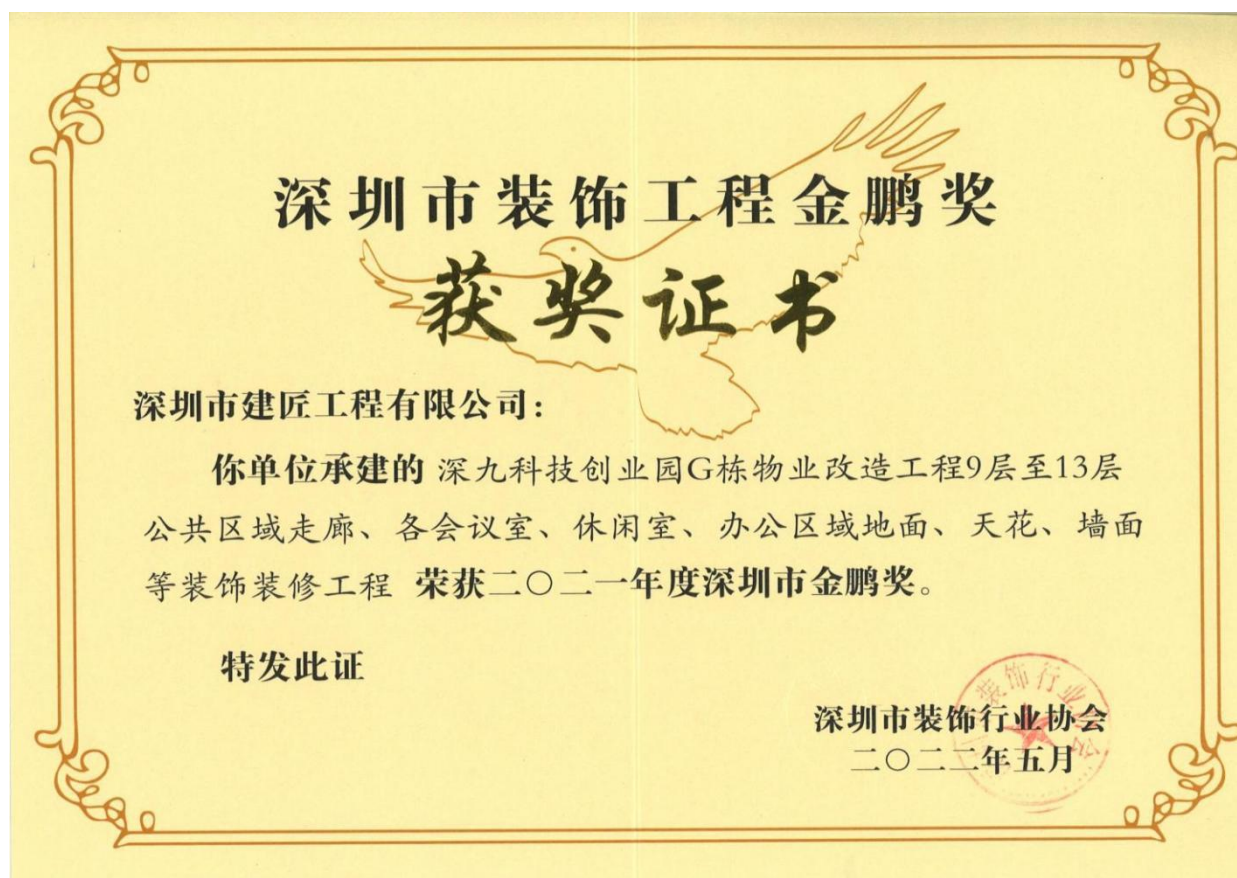 深圳市装饰工程金鹏奖
获奖证书
深圳市建匠工程有限公司：
你单位承建的 深九科技创业园G栋物业改造工程9层至13层
公共区域走廊、各会议室、休闲室、办公区域地面、天花、墙面
等装饰装修工程 荣获二〇二一年度深圳市金鹏奖。
特发此证
深圳市装饰行业协会
二〇二二年五月
装饰行业协会